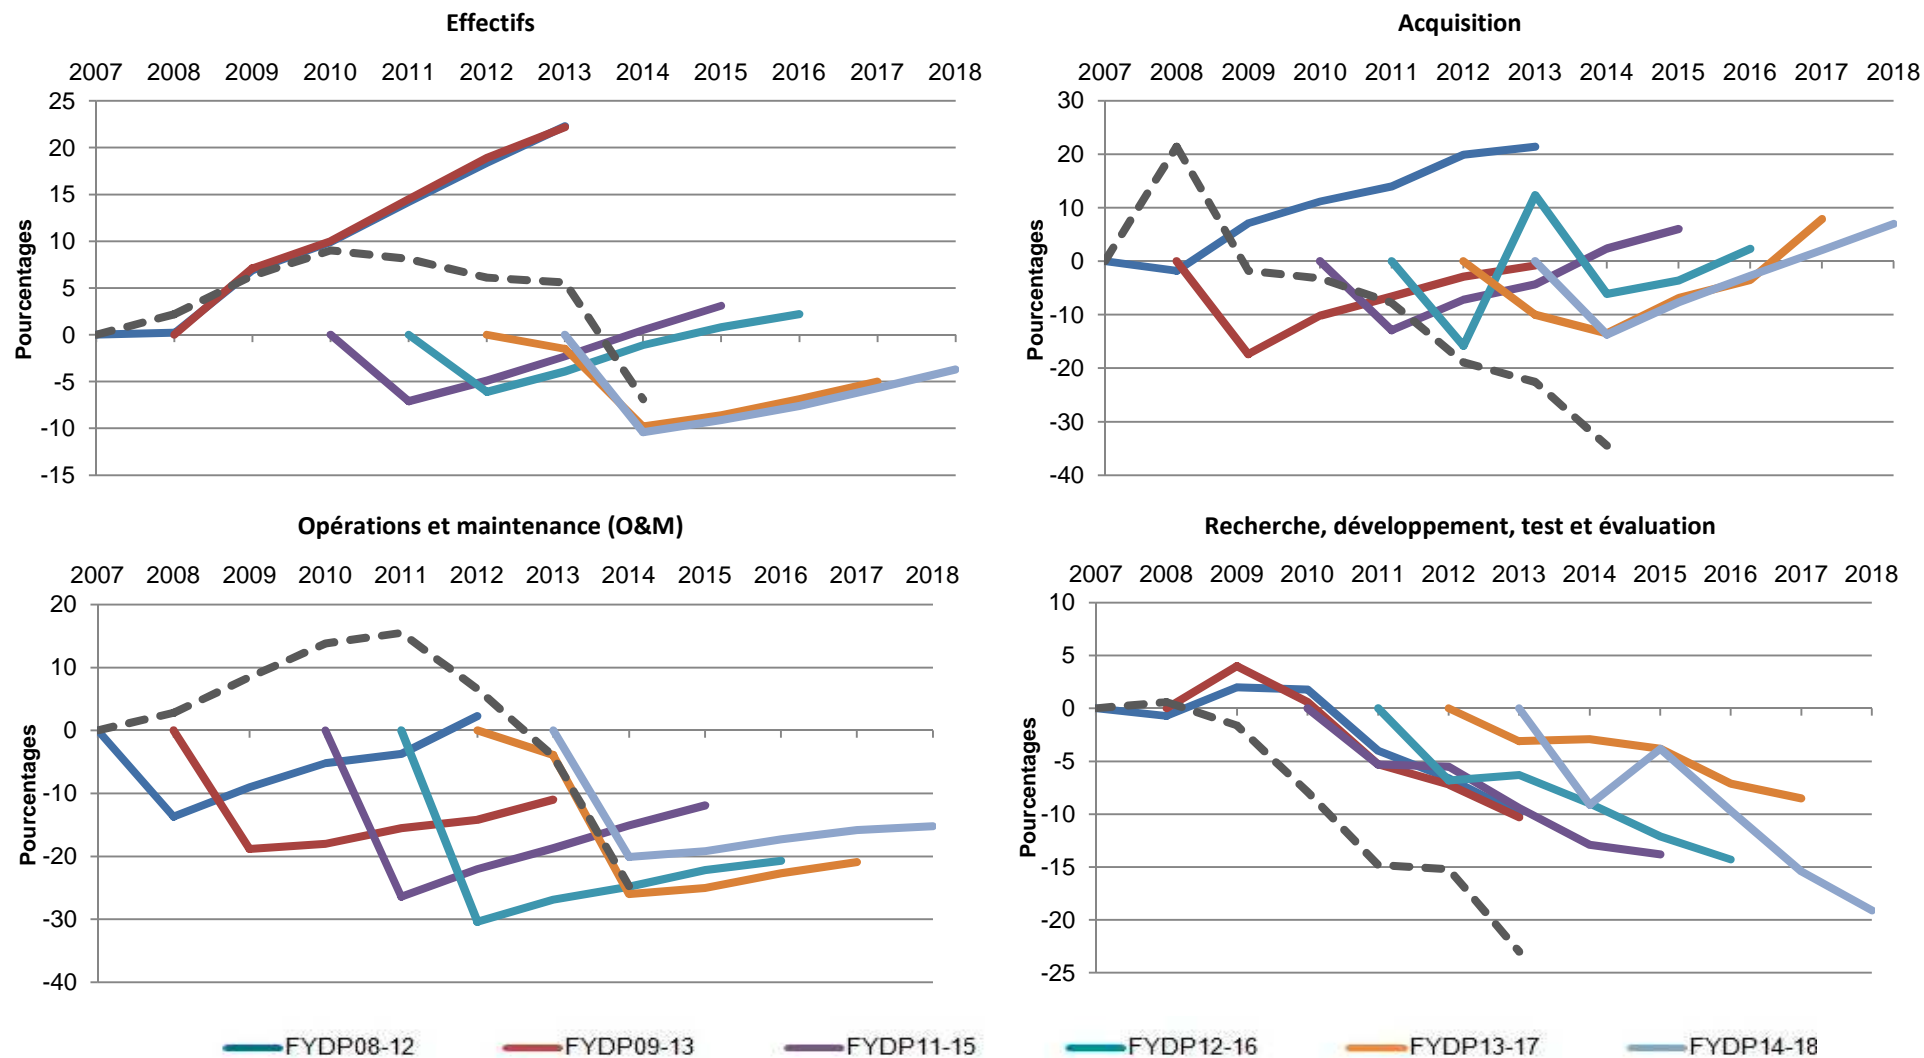 Effectifs
2007 2008 2009 2010 2011 2012 2013 2014 2015 2016 2017 2018
25
20
15
10
5
0
-5
-10
-15
Pourcentages
Acquisition
2007 2008 2009 2010 2011 2012 2013 2014 2015 2016 2017 2018
30
20
10
0
-10
-20
-30
-40
Pourcentages
Opérations et maintenance (O&M)
2007 2008 2009 2010 2011 2012 2013 2014 2015 2016 2017 2018
20
10
0
-10
-20
-30
-40
Pourcentages
Recherche, développement, test et évaluation
2007 2008 2009 2010 2011 2012 2013 2014 2015 2016 2017 2018
10
5
0
-5
-10
-15
-20
-25
Pourcentages
FYDP08-12 FYDP09-13 FYDP11-15 FYDP12-16 FYDP13-17 FYDP14-18